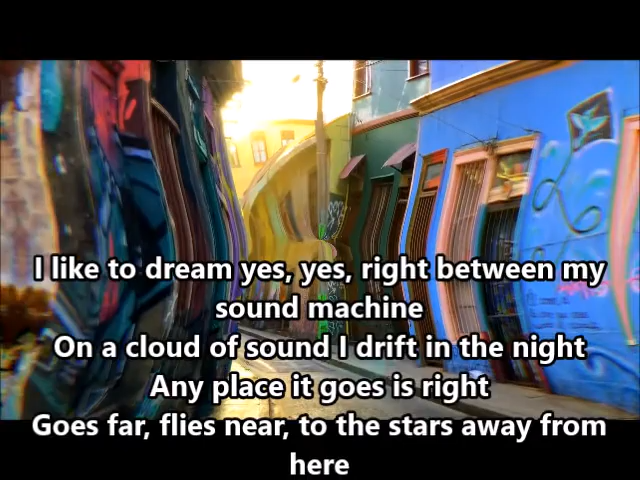 I like to dream yes, yes, right between my
sound machine
On a cloud of sound I drift in the night
Any place it goes is right
Goes far, flies near, to the stars away from
here